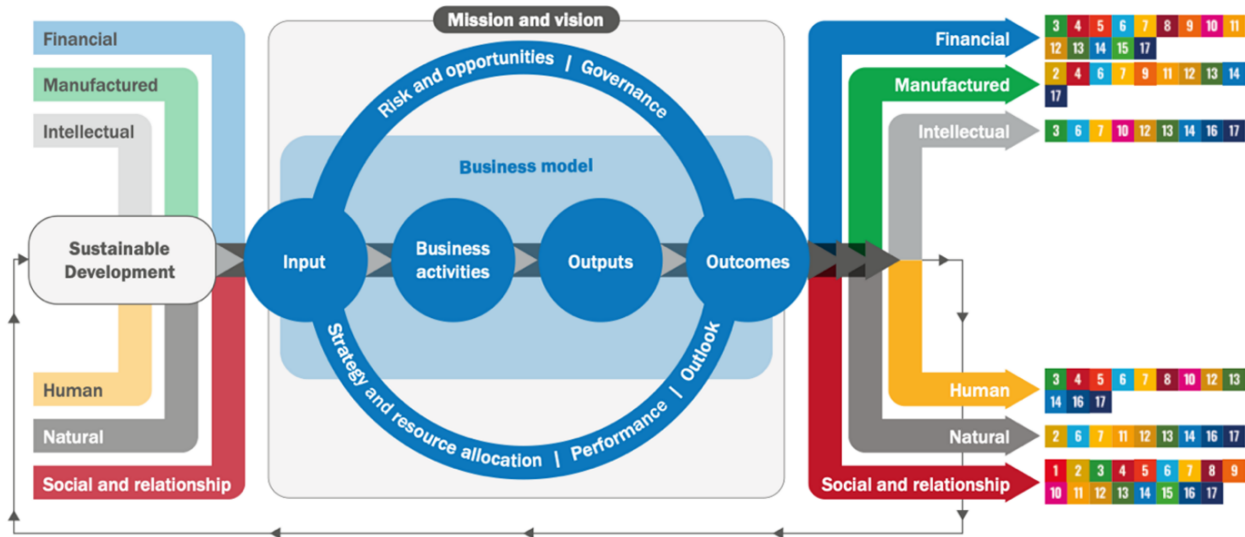 Mission and vision
Financial
Manufactured
Intellectual
Sustainable
Development
Human
Natural
Social and relationship
Risk and opportunities | Governance
Business model
Input
Business
activities
Outputs
Outcomes
Strategy and resource allocation | Performance | Outlook
Financial
3 4 5 6 7 8 9 10 11
12 13 14 15 17
Manufactured
2 4 6 7 9 11 12 13 14
17
Intellectual
3 6 7 10 12 13 14 16 17
Human
3 4 5 6 7 8 10 12 13
14 16 17
Natural
2 6 7 11 12 13 14 16 17
Social and relationship
1 2 3 4 5 6 7 8 9
10 11 12 13 14 15 16 17